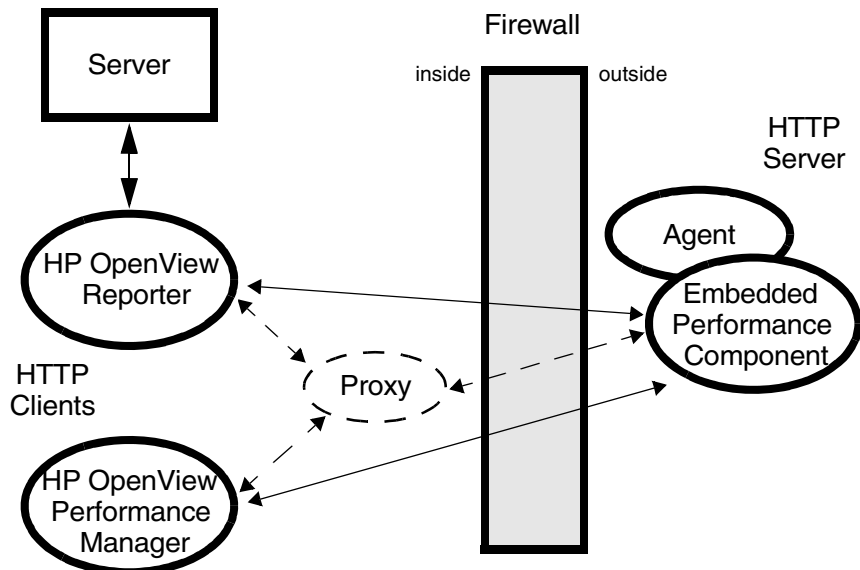 Firewall
Server
inside
outside
HTTP
Server
Agent
HP OpenView
Reporter
Embedded
Performance
Component
HTTP
Clients
Proxy
HP OpenView
Performance
Manager